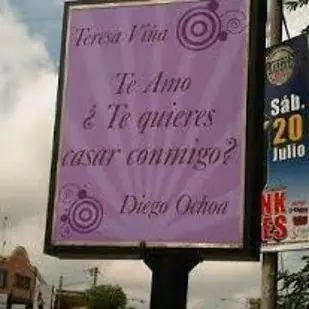 Teresa Viña
Te Amo
¿Te quieres
casar conmigo?
Diego Ochoa
Sáb.
20
Julio